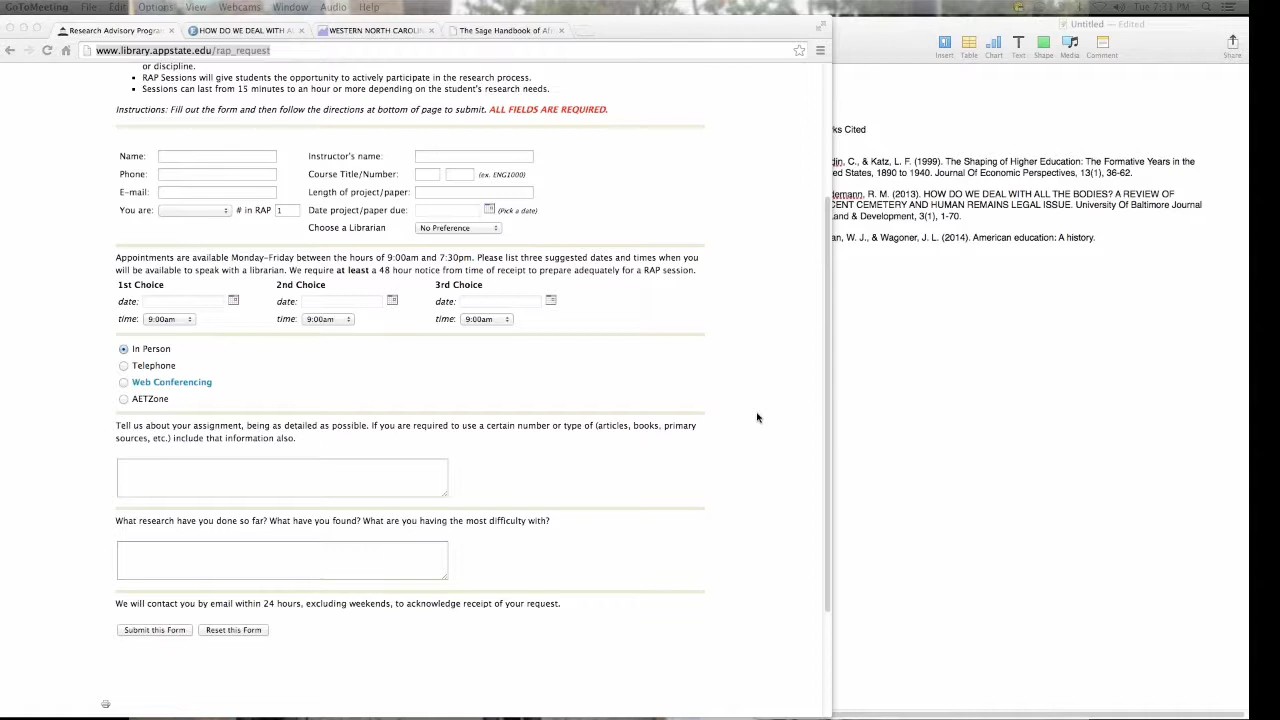 GoToMeeting File Edit Options View Webcams Window Audio
Tue 7:31 PM
Research Advisory Progra
HOW DO WE DEAL WITH A
WESTERN NORTH CAROLIN
The Sage Handbook of Af
Untitled — Edited
www.library.appstate.edu/rap_request
Insert Table Chart Text Shape Media Comment Share
or discipline.
RAP Sessions will give students the opportunity to actively participate in the research process.
Sessions can last from 15 minutes to an hour or more depending on the student's research needs.
Instructions: Fill out the form and then follow the directions at bottom of page to submit. ALL FIELDS ARE REQUIRED.
Name: Instructor's name:
Phone: Course Title/Number: (ex. ENG1000)
E-mail: Length of project/paper:
You are: # in RAP 1 Date project/paper due: (Pick a date)
Choose a Librarian No Preference
Appointments are available Monday-Friday between the hours of 9:00am and 7:30pm. Please list three suggested dates and times when you
will be available to speak with a librarian. We require at least a 48 hour notice from time of receipt to prepare adequately for a RAP session.
1st Choice 2nd Choice 3rd Choice
date: date: date:
time: 9:00am time: 9:00am time: 9:00am
In Person
Telephone
Web Conferencing
AETZone
Tell us about your assignment, being as detailed as possible. If you are required to use a certain number or type of (articles, books, primary
sources, etc.) include that information also.
What research have you done so far? What have you found? What are you having the most difficulty with?
We will contact you by email within 24 hours, excluding weekends, to acknowledge receipt of your request.
Submit this Form Reset this Form
ks Cited
din, C., & Katz, L. F. (1999). The Shaping of Higher Education: The Formative Years in the
ed States, 1890 to 1940. Journal Of Economic Perspectives, 13(1), 36-62.
temann, R. M. (2013). HOW DO WE DEAL WITH ALL THE BODIES? A REVIEW OF
CENT CEMETERY AND HUMAN REMAINS LEGAL ISSUE. University Of Baltimore Journal
and & Development, 3(1), 1-70.
an, W. J., & Wagoner, J. L. (2014). American education: A history.